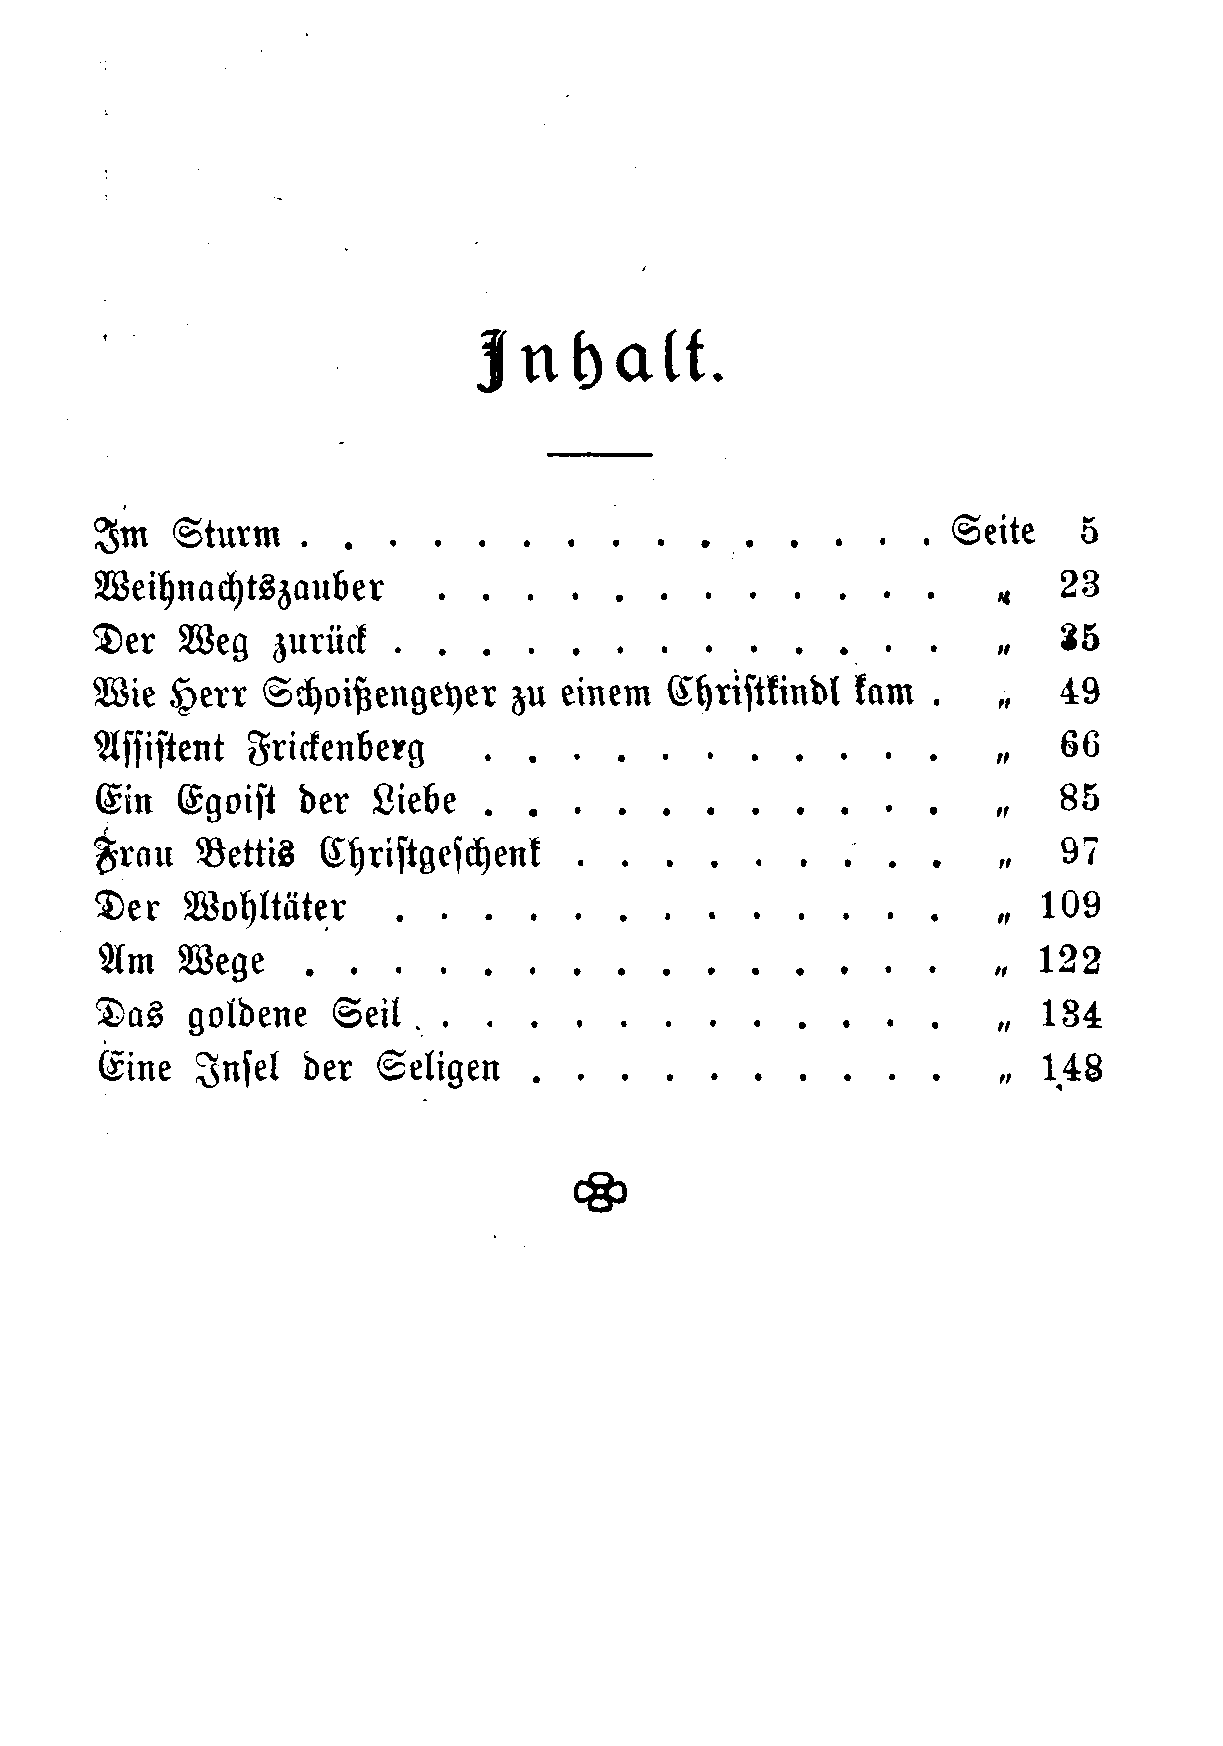 Inhalt.
Im Sturm . . . . . . . . . . . . . . . Seite 5
Weihnachtszauber . . . . . . . . . . . . „ 23
Der Weg zurück . . . . . . . . . . . . . „ 35
Wie Herr Schoißengeyer zu einem Christkindl kam . „ 49
Assistent Frickenberg . . . . . . . . . . . „ 66
Ein Egoist der Liebe . . . . . . . . . . . „ 85
Frau Bettis Christgeschenk . . . . . . . . . „ 97
Der Wohltäter . . . . . . . . . . . . . „ 109
Am Wege . . . . . . . . . . . . . . . „ 122
Das goldene Seil . . . . . . . . . . . . . „ 134
Eine Insel der Seligen . . . . . . . . . . „ 148